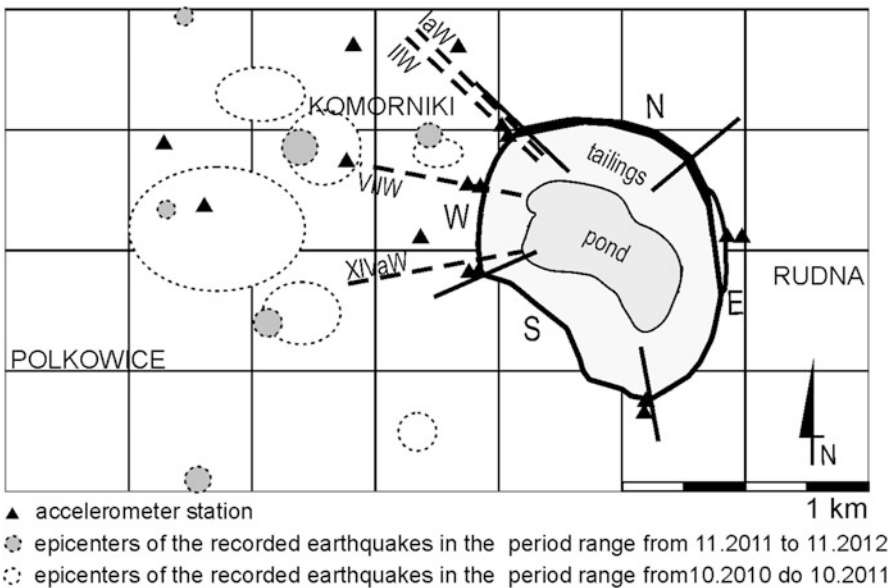 IaW
IIW
N
KOMORNIKI
tailings
VIIW
W
pond
XIVaW
RUDNA
S
E
POLKOWICE
N
1 km
accelerometer station
epicenters of the recorded earthquakes in the period range from 11.2011 to 11.2012
epicenters of the recorded earthquakes in the period range from10.2010 do 10.2011